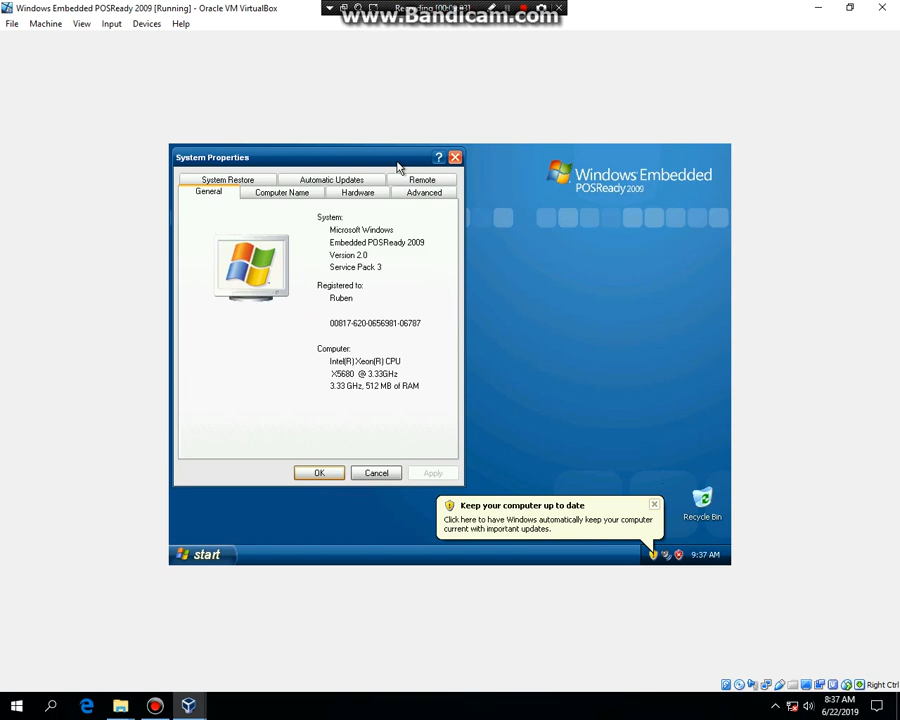 Windows Embedded POSReady 2009 [Running] - Oracle VM VirtualBox
www.Bandicam.com
File Machine View Input Devices Help
System Properties
Windows Embedded
POSReady 2009
System Restore Automatic Updates Remote
General Computer Name Hardware Advanced
System:
Microsoft Windows
Embedded POSReady 2009
Version 2.0
Service Pack 3
Registered to:
Ruben
00817-620-0656981-06787
Computer:
Intel(R) Xeon(R) CPU
X5680 @ 3.33GHz
3.33 GHz, 512 MB of RAM
OK Cancel Apply
Keep your computer up to date
Click here to have Windows automatically keep your computer
current with important updates.
Recycle Bin
start 9:37 AM
Right Ctrl
8:37 AM
6/22/2019